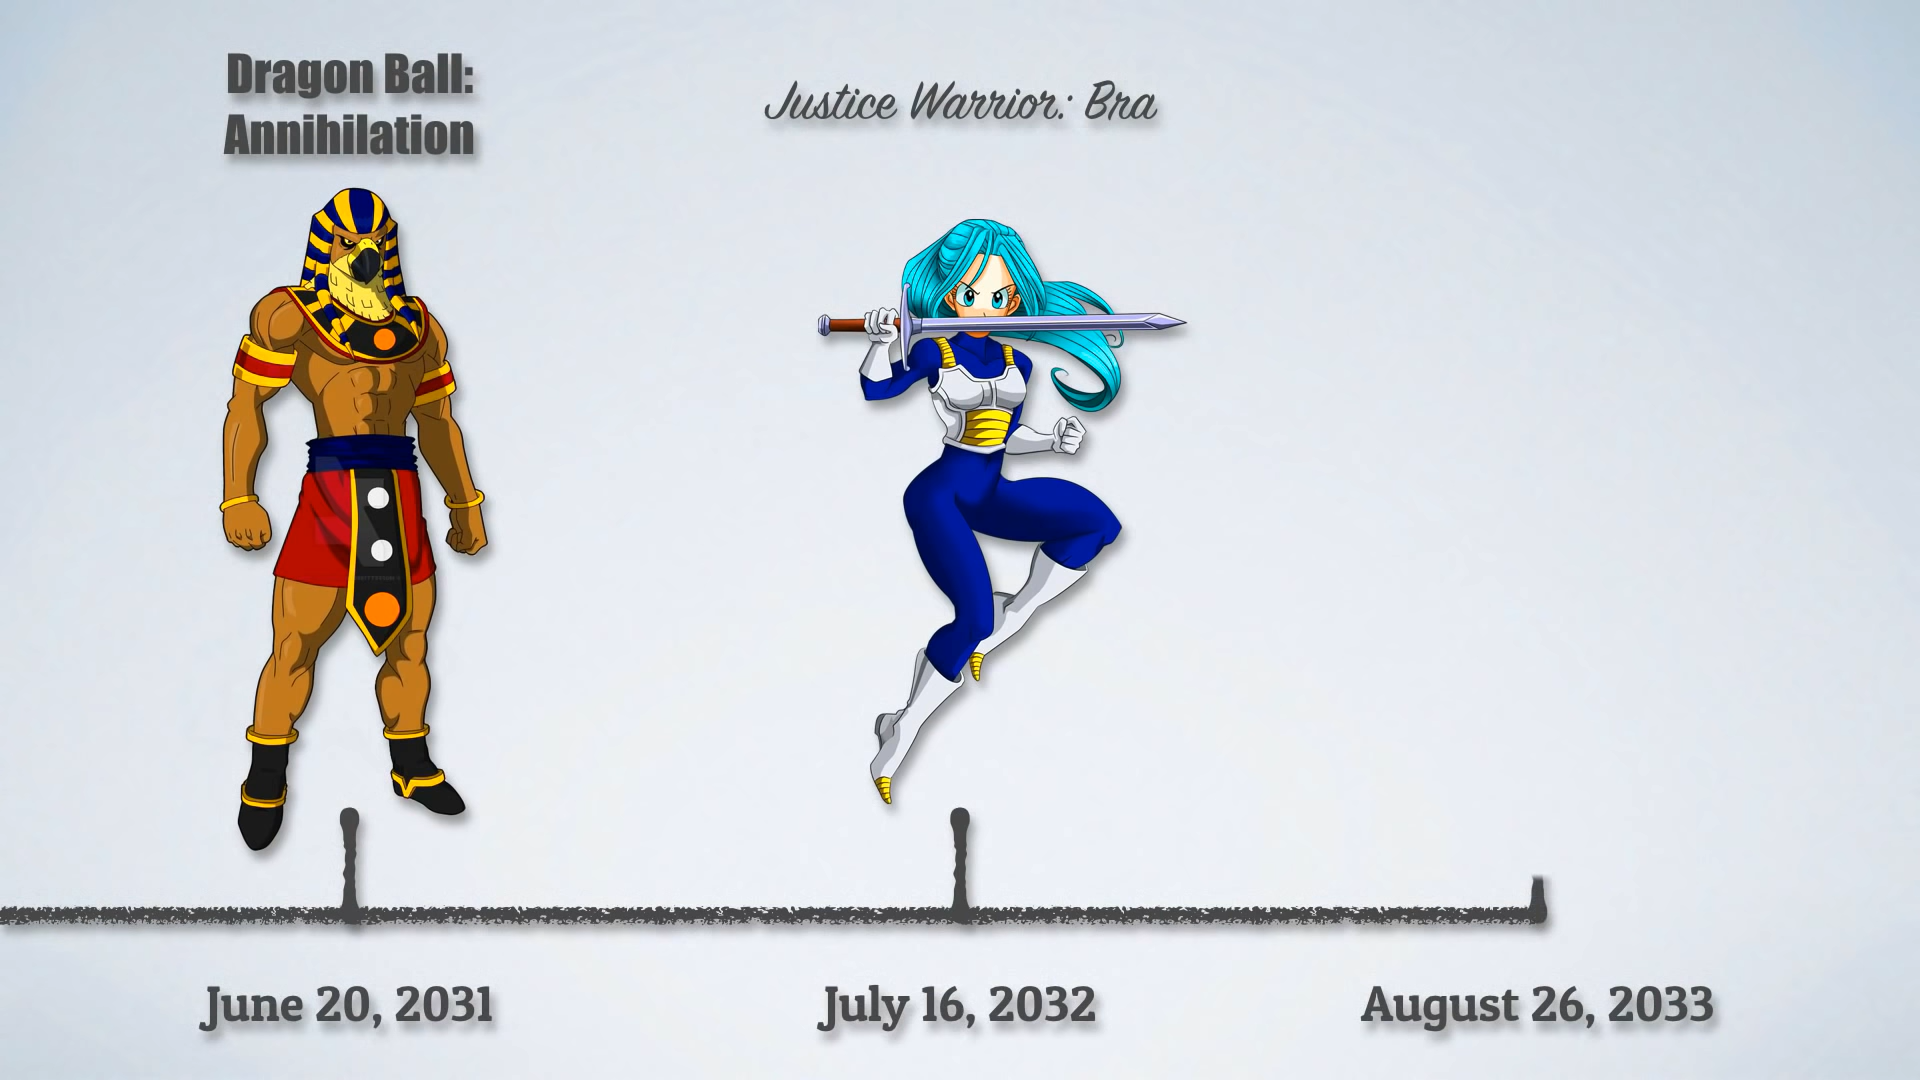 Dragon Ball:
Annihilation
Justice Warrior: Bra
June 20, 2031
July 16, 2032
August 26, 2033